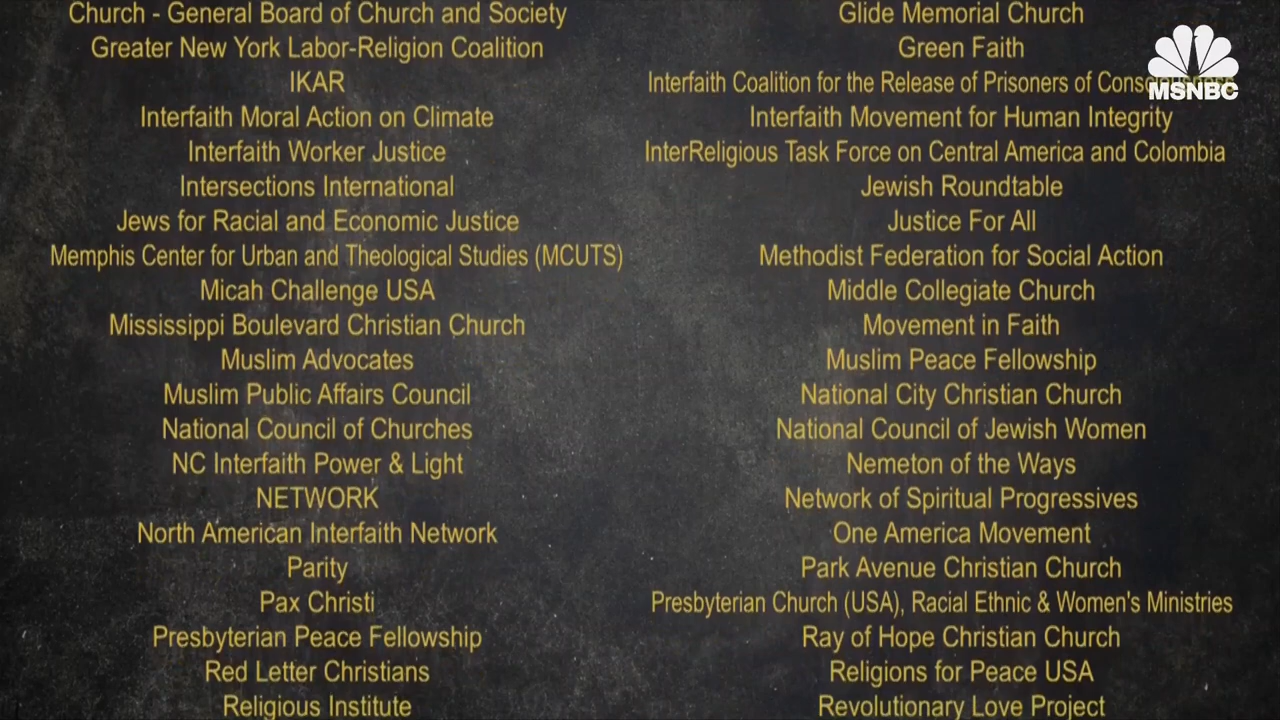 Church - General Board of Church and Society
Greater New York Labor-Religion Coalition
IKAR
Interfaith Moral Action on Climate
Interfaith Worker Justice
Intersections International
Jews for Racial and Economic Justice
Memphis Center for Urban and Theological Studies (MCUTS)
Micah Challenge USA
Mississippi Boulevard Christian Church
Muslim Advocates
Muslim Public Affairs Council
National Council of Churches
NC Interfaith Power & Light
NETWORK
North American Interfaith Network
Parity
Pax Christi
Presbyterian Peace Fellowship
Red Letter Christians
Religious Institute
Glide Memorial Church
Green Faith
Interfaith Coalition for the Release of Prisoners of Consciousness
Interfaith Movement for Human Integrity
InterReligious Task Force on Central America and Colombia
Jewish Roundtable
Justice For All
Methodist Federation for Social Action
Middle Collegiate Church
Movement in Faith
Muslim Peace Fellowship
National City Christian Church
National Council of Jewish Women
Nemeton of the Ways
Network of Spiritual Progressives
One America Movement
Park Avenue Christian Church
Presbyterian Church (USA), Racial Ethnic & Women's Ministries
Ray of Hope Christian Church
Religions for Peace USA
Revolutionary Love Project
MSNBC